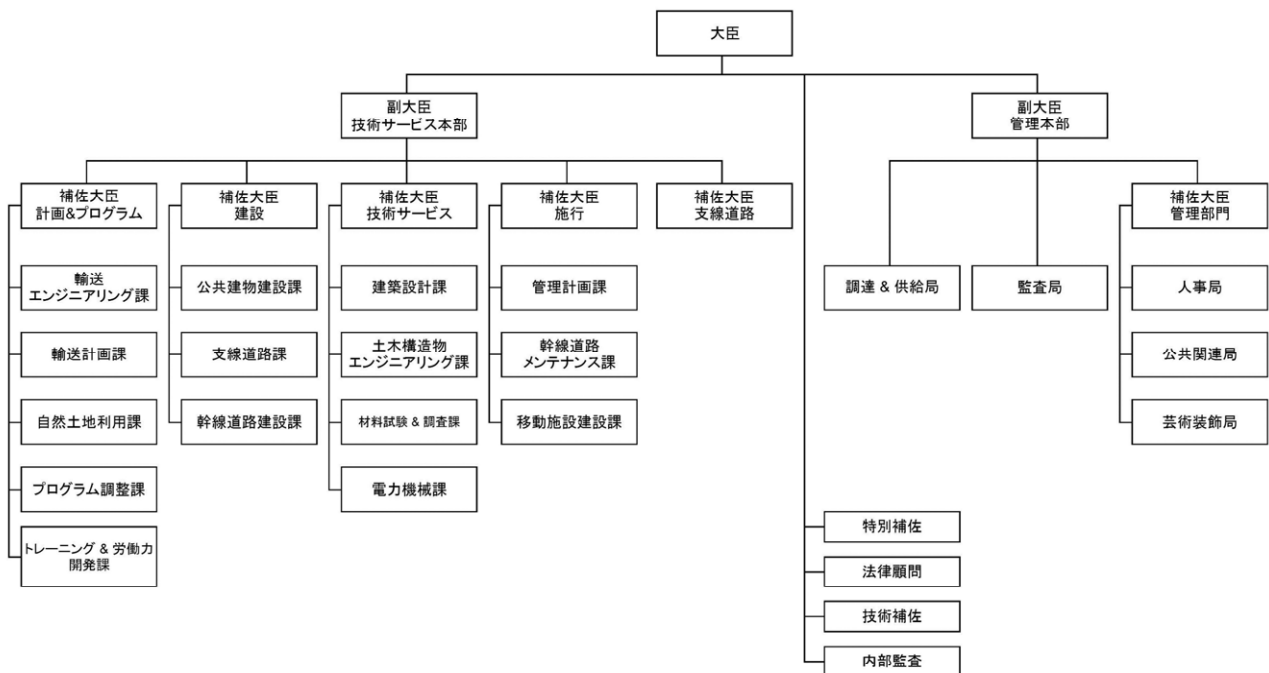 大臣
副大臣
技術サービス本部
副大臣
管理本部
補佐大臣
計画&プログラム
補佐大臣
建設
補佐大臣
技術サービス
補佐大臣
施行
補佐大臣
支線道路
補佐大臣
管理部門
輸送
エンジニアリング課
公共建物建設課
建築設計課
管理計画課
調達 & 供給局
監査局
人事局
輸送計画課
支線道路課
土木構造物
エンジニアリング課
幹線道路
メンテナンス課
公共関連局
自然土地利用課
幹線道路建設課
材料試験 & 調査課
移動施設建設課
芸術装飾局
プログラム調整課
電力機械課
トレーニング & 労働力
開発課
特別補佐
法律顧問
技術補佐
内部監査